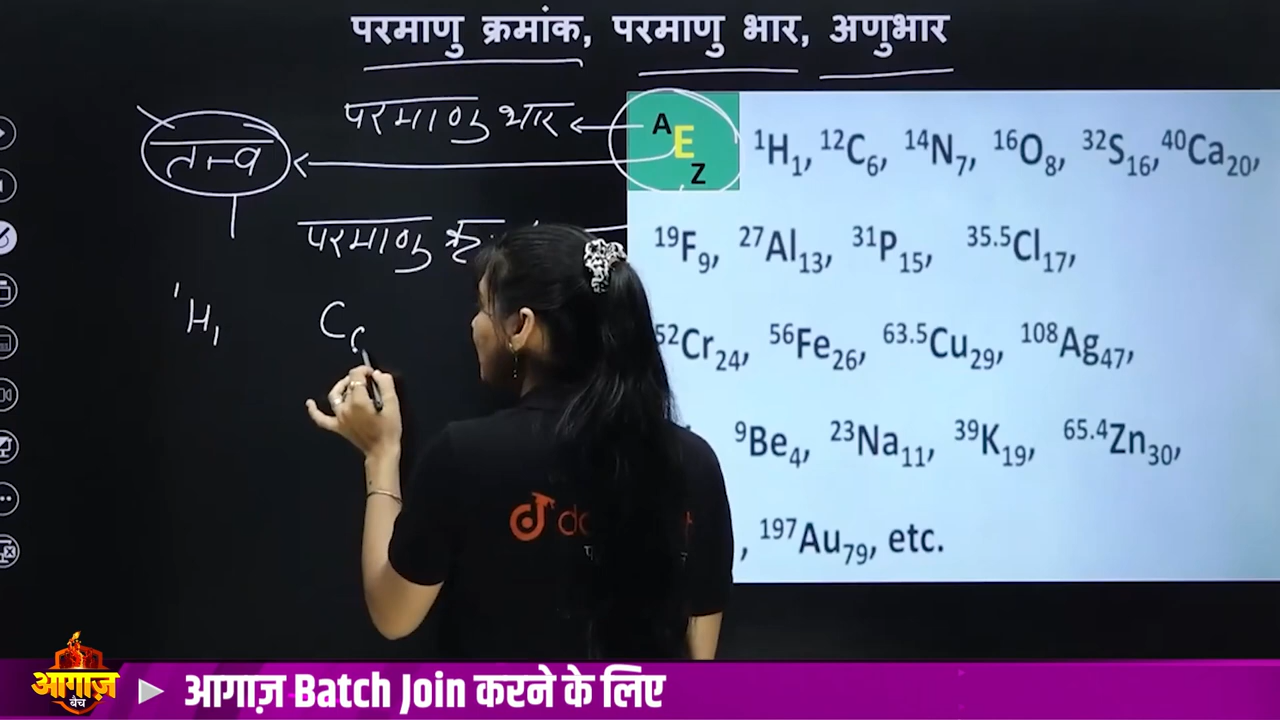 परमाणु क्रमांक, परमाणु भार, अणुभार
परमाणु भार
A
E
Z
¹H₁, ¹²C₆, ¹⁴N₇, ¹⁶O₈, ³²S₁₆, ⁴⁰Ca₂₀,
तत्व
परमाणु
¹⁹F₉, ²⁷Al₁₃, ³¹P₁₅, ³⁵·⁵Cl₁₇,
¹H₁
C₆
⁵²Cr₂₄, ⁵⁶Fe₂₆, ⁶³·⁵Cu₂₉, ¹⁰⁸Ag₄₇,
⁹Be₄, ²³Na₁₁, ³⁹K₁₉, ⁶⁵·⁴Zn₃₀,
, ¹⁹⁷Au₇₉, etc.
आगाज़
बैच
आगाज़ Batch Join करने के लिए